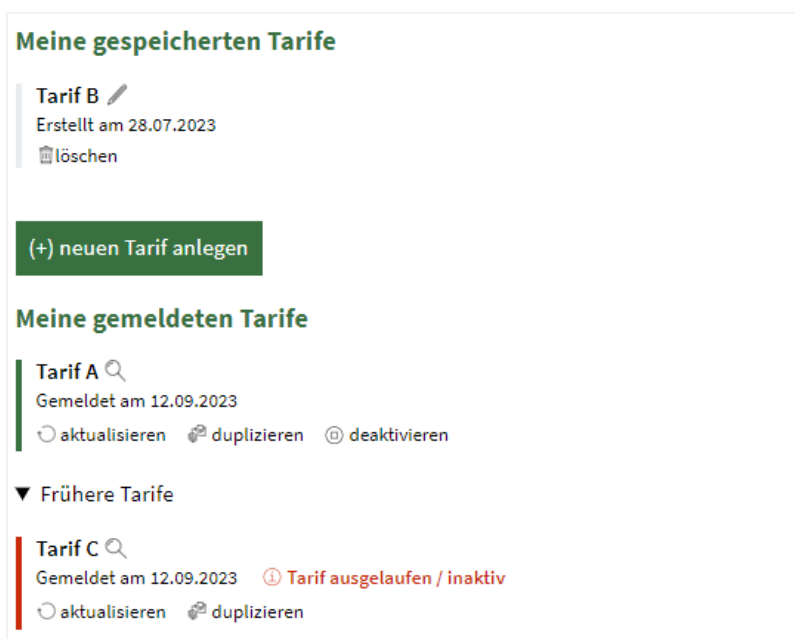 Meine gespeicherten Tarife
Tarif B
Erstellt am 28.07.2023
löschen
(+) neuen Tarif anlegen
Meine gemeldeten Tarife
Tarif A
Gemeldet am 12.09.2023
aktualisieren duplizieren deaktivieren
▼ Frühere Tarife
Tarif C
Gemeldet am 12.09.2023 Tarif ausgelaufen / inaktiv
aktualisieren duplizieren